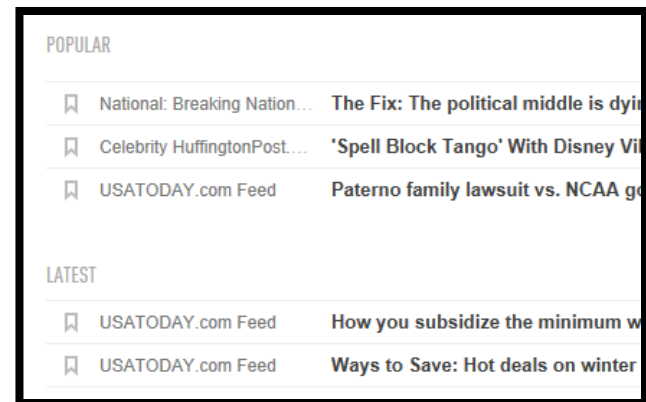 POPULAR
National: Breaking Nation... The Fix: The political middle is
Celebrity HuffingtonPost.... 'Spell Block Tango' With Disney
USATODAY.com Feed Paterno family lawsuit vs. NCAA
LATEST
USATODAY.com Feed How you subsidize the minimum
USATODAY.com Feed Ways to Save: Hot deals on winter